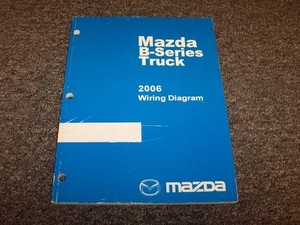 Mazda
B-Series
Truck
2006
Wiring Diagram
mazda